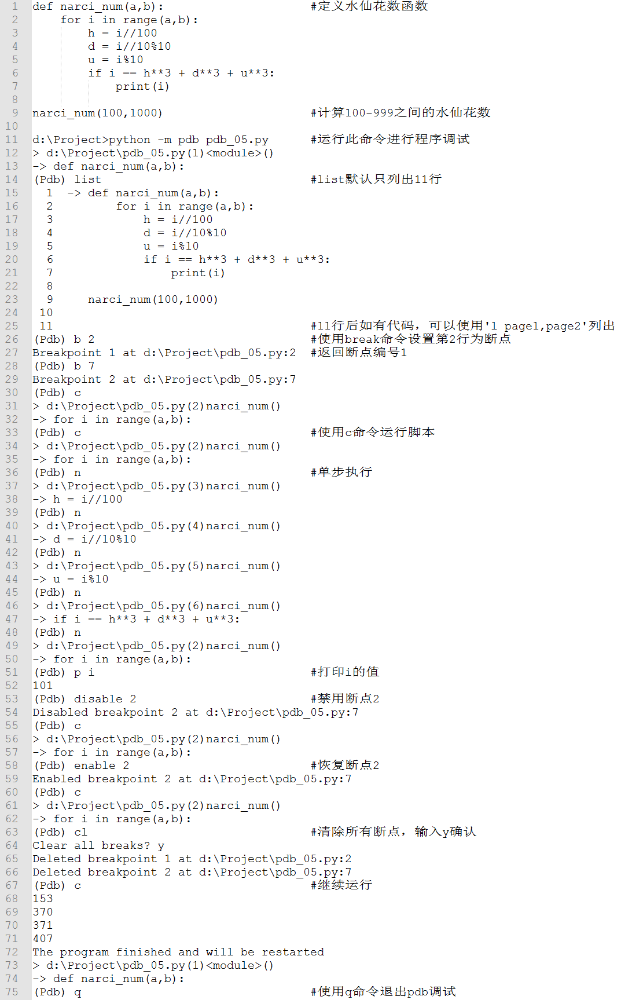 1 def narci_num(a,b): #定义水仙花数函数
2     for i in range(a,b):
3         h = i//100
4         d = i//10%10
5         u = i%10
6         if i == h**3 + d**3 + u**3:
7             print(i)
8
9 narci_num(100,1000) #计算100-999之间的水仙花数
10
11 d:\Project>python -m pdb pdb_05.py #运行此命令进行程序调试
12 > d:\Project\pdb_05.py(1)<module>()
13 -> def narci_num(a,b):
14 (Pdb) list #list默认只列出11行
15   1  -> def narci_num(a,b):
16   2         for i in range(a,b):
17   3             h = i//100
18   4             d = i//10%10
19   5             u = i%10
20   6             if i == h**3 + d**3 + u**3:
21   7                 print(i)
22   8
23   9     narci_num(100,1000)
24  10
25  11 #11行后如有代码，可以使用'l page1,page2'列出
26 (Pdb) b 2 #使用break命令设置第2行为断点
27 Breakpoint 1 at d:\Project\pdb_05.py:2 #返回断点编号1
28 (Pdb) b 7
29 Breakpoint 2 at d:\Project\pdb_05.py:7
30 (Pdb) c
31 > d:\Project\pdb_05.py(2)narci_num()
32 -> for i in range(a,b):
33 (Pdb) c #使用c命令运行脚本
34 > d:\Project\pdb_05.py(2)narci_num()
35 -> for i in range(a,b):
36 (Pdb) n #单步执行
37 > d:\Project\pdb_05.py(3)narci_num()
38 -> h = i//100
39 (Pdb) n
40 > d:\Project\pdb_05.py(4)narci_num()
41 -> d = i//10%10
42 (Pdb) n
43 > d:\Project\pdb_05.py(5)narci_num()
44 -> u = i%10
45 (Pdb) n
46 > d:\Project\pdb_05.py(6)narci_num()
47 -> if i == h**3 + d**3 + u**3:
48 (Pdb) n
49 > d:\Project\pdb_05.py(2)narci_num()
50 -> for i in range(a,b):
51 (Pdb) p i #打印i的值
52 101
53 (Pdb) disable 2 #禁用断点2
54 Disabled breakpoint 2 at d:\Project\pdb_05.py:7
55 (Pdb) c
56 > d:\Project\pdb_05.py(2)narci_num()
57 -> for i in range(a,b):
58 (Pdb) enable 2 #恢复断点2
59 Enabled breakpoint 2 at d:\Project\pdb_05.py:7
60 (Pdb) c
61 > d:\Project\pdb_05.py(2)narci_num()
62 -> for i in range(a,b):
63 (Pdb) cl #清除所有断点，输入y确认
64 Clear all breaks? y
65 Deleted breakpoint 1 at d:\Project\pdb_05.py:2
66 Deleted breakpoint 2 at d:\Project\pdb_05.py:7
67 (Pdb) c #继续运行
68 153
69 370
70 371
71 407
72 The program finished and will be restarted
73 > d:\Project\pdb_05.py(1)<module>()
74 -> def narci_num(a,b):
75 (Pdb) q #使用q命令退出pdb调试